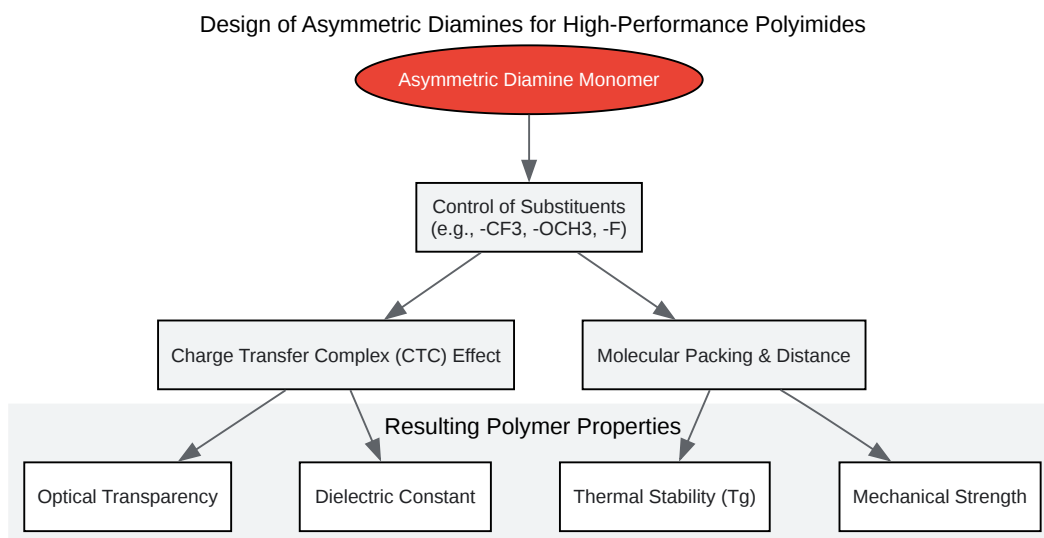 Design of Asymmetric Diamines for High-Performance Polyimides
Asymmetric Diamine Monomer
Control of Substituents
(e.g., -CF3, -OCH3, -F)
Charge Transfer Complex (CTC) Effect
Molecular Packing & Distance
Resulting Polymer Properties
Optical Transparency
Dielectric Constant
Thermal Stability (Tg)
Mechanical Strength